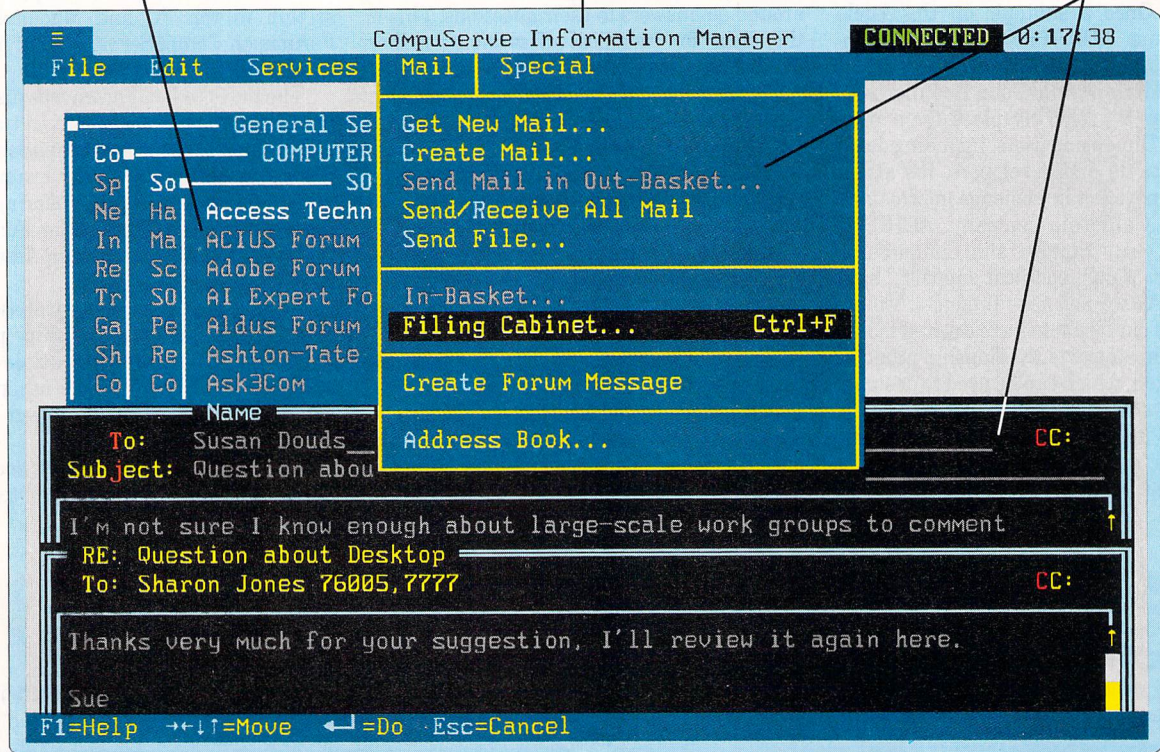 ≡ CompuServe Information Manager CONNECTED 0:17:38
File Edit Services Mail Special
General Se
Get New Mail...
Co COMPUTER
Create Mail...
Sp So SO
Send Mail in Out-Basket...
Ne Ha Access Techn
Send/Receive All Mail
In Ma ACIUS Forum
Send File...
Re Sc Adobe Forum
Tr SO AI Expert Fo
In-Basket...
Ga Pe Aldus Forum
Filing Cabinet... Ctrl+F
Sh Re Ashton-Tate
Co Co Ask3Com
Create Forum Message
Name
To: Susan Douds
Address Book...
CC:
Subject: Question abou
I'm not sure I know enough about large-scale work groups to comment ↑
RE: Question about Desktop
To: Sharon Jones 76005,7777 CC:
Thanks very much for your suggestion, I'll review it again here. ↑
Sue
F1=Help →←↓↑=Move ←┘=Do Esc=Cancel